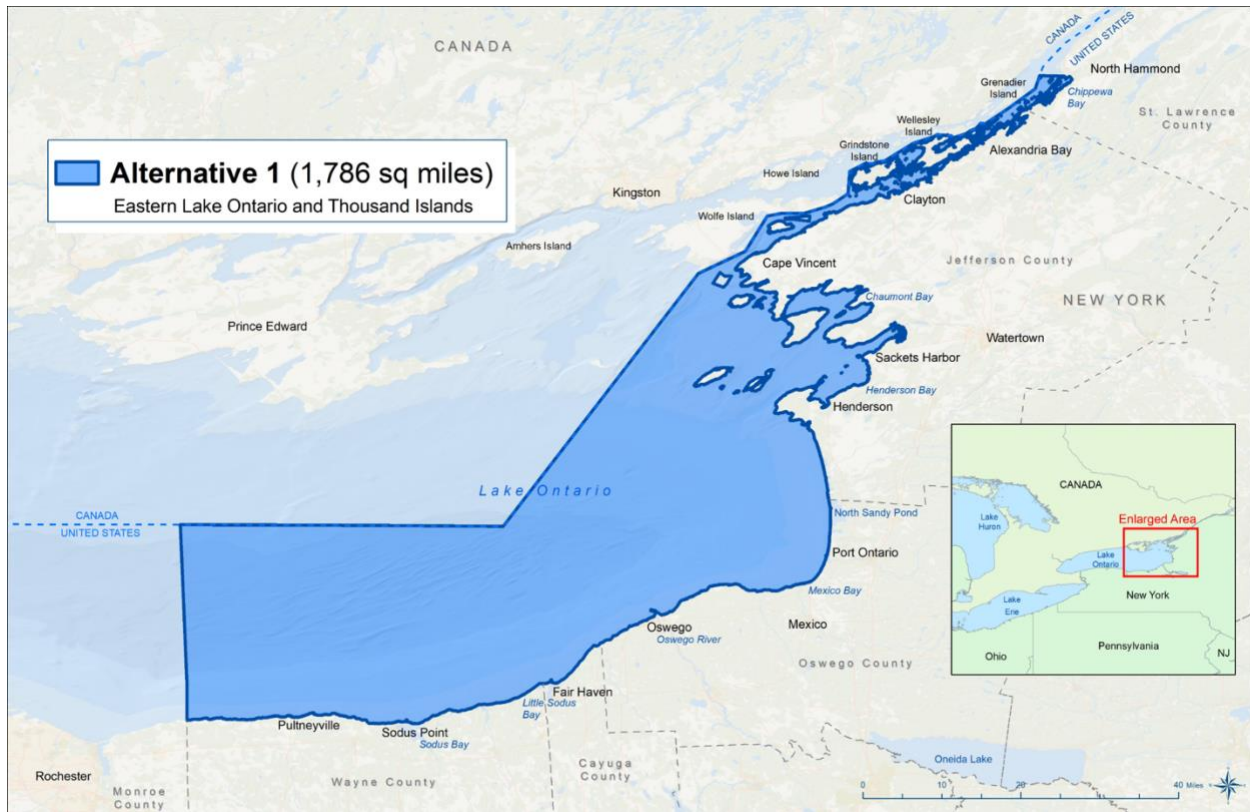 CANADA
CANADA
UNITED STATES
North Hammond
Grenadier
Island
Chippewa
Bay
St. Lawrence
County
Wellesley
Island
Grindstone
Island
Alexandria Bay
Alternative 1 (1,786 sq miles)
Eastern Lake Ontario and Thousand Islands
Howe Island
Kingston
Clayton
Wolfe Island
Amhers Island
Cape Vincent
Jefferson County
Chaumont Bay
NEW YORK
Prince Edward
Watertown
Sackets Harbor
Henderson Bay
Henderson
Lake Ontario
CANADA
UNITED STATES
North Sandy Pond
Port Ontario
Mexico Bay
Oswego
Oswego River
Mexico
Oswego County
Fair Haven
Little Sodus
Bay
Pultneyville
Sodus Point
Sodus Bay
Rochester
Monroe
County
Wayne County
Cayuga
County
Oneida Lake
CANADA
Lake
Huron
Enlarged Area
Lake
Ontario
New York
Lake
Erie
Pennsylvania
Ohio
NJ
0 10 20 40 Miles